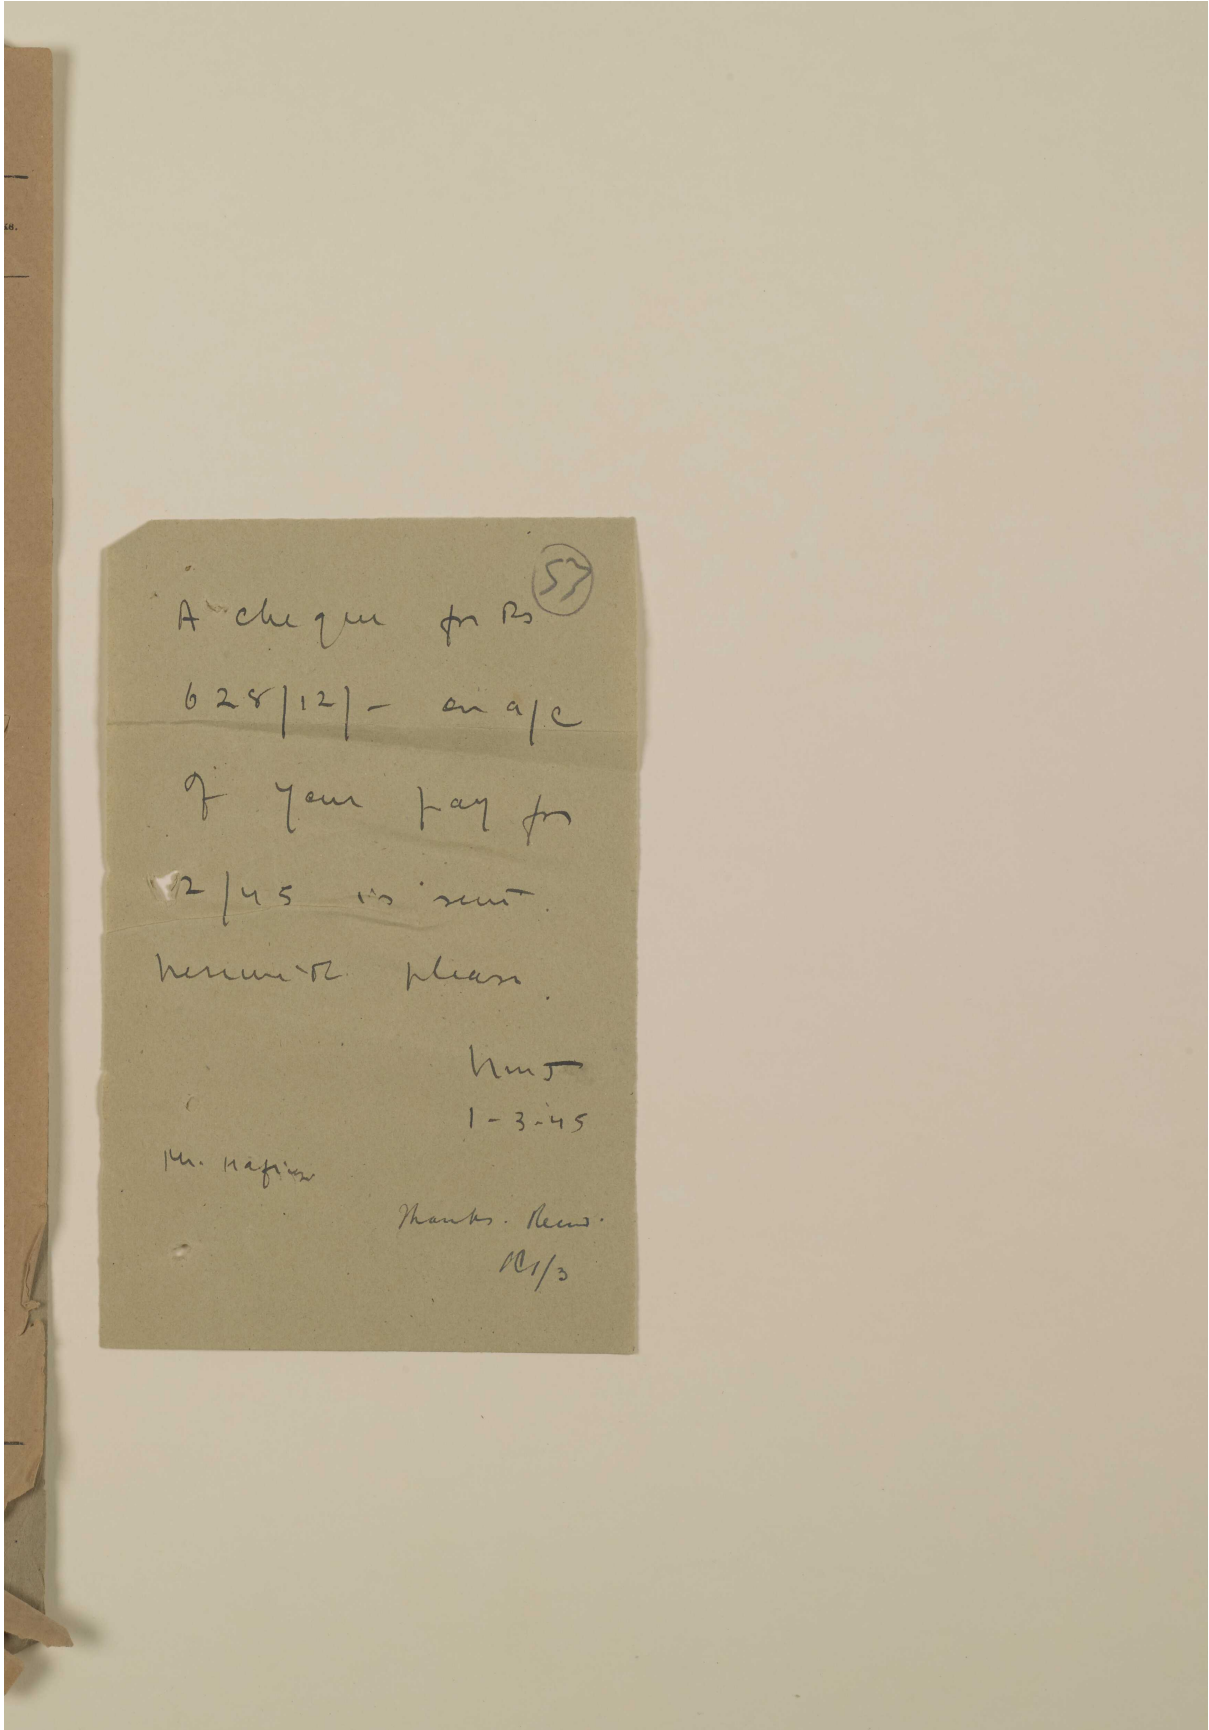 57
A cheque for Rs
628/12/- on a/c
of your pay for
2/45 is sent
herewith please.
1-3-45
Mr. Hafiz
Thanks. Recd.
1/3